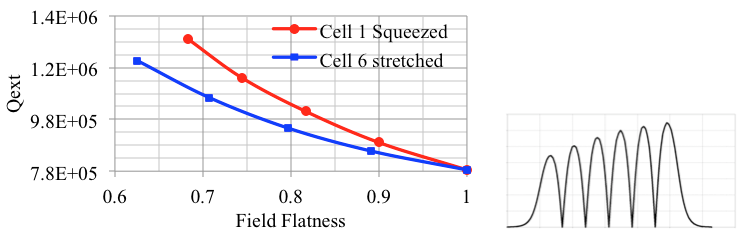 1.4E+06
1.2E+06
9.8E+05
7.8E+05
Qext
Cell 1 Squeezed
Cell 6 stretched
0.6 0.7 0.8 0.9 1
Field Flatness